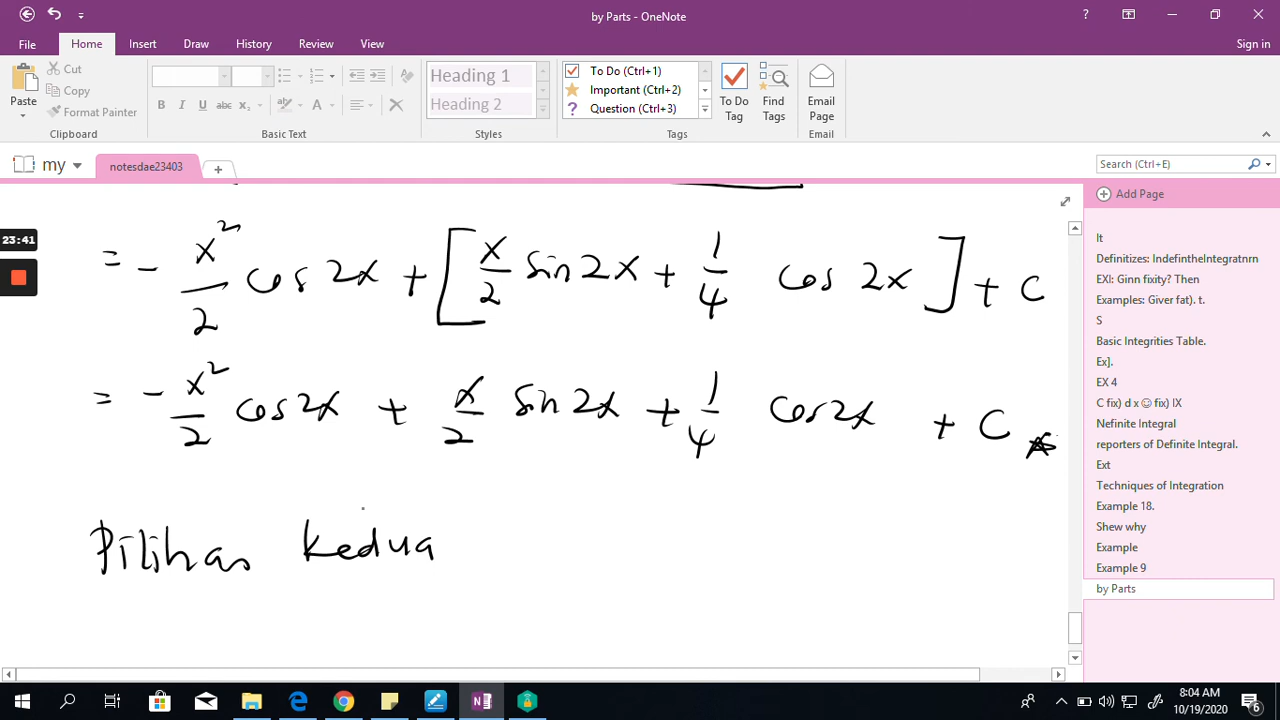 by Parts - OneNote
?
Sign in
File Home Insert Draw History Review View
Paste
Cut
Copy
Format Painter
Clipboard
B I U abc x₂ A
Basic Text
Heading 1
Heading 2
Styles
To Do (Ctrl+1)
Important (Ctrl+2)
? Question (Ctrl+3)
To Do Tag
Find Tags
Tags
Email Page
Email
my
notesdae23403
+
Search (Ctrl+E)
23:41
= - x²/2 cos 2x + [x/2 sin 2x + 1/4 cos 2x] + C
= - x²/2 cos 2x + x/2 sin 2x + 1/4 cos 2x + C
Pilihan kedua
Add Page
It
Definitizes: IndefintheIntegratnrn
EXI: Ginn fixity? Then
Examples: Giver fat). t.
S
Basic Integrities Table.
Ex].
EX 4
C fix) d x☺fix) IX
Nefinite Integral
reporters of Definite Integral.
Ext
Techniques of Integration
Example 18.
Shew why
Example
Example 9
by Parts
8:04 AM
10/19/2020
6